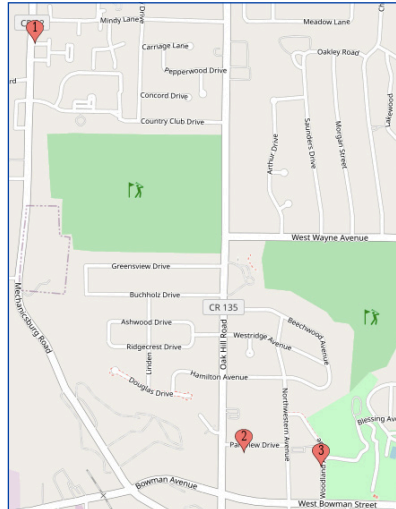 Mindy Lane
Meadow Lane
1
Carriage Lane
Oakley Road
Pepperwood Drive
Concord Drive
Lakewood
Country Club Drive
Arthur Drive
Saunders Drive
Morgan Street
West Wayne Avenue
Greensview Drive
Buchholz Drive
CR 135
Mechanicsburg Road
Ashwood Drive
Beechwood Avenue
Oak Hill Road
Westridge Avenue
Linden
Ridgecrest Drive
Hamilton Avenue
Douglas Drive
Northwestern Avenue
Blessing
2
3
Woodland
Bowman Avenue
West Bowman Street